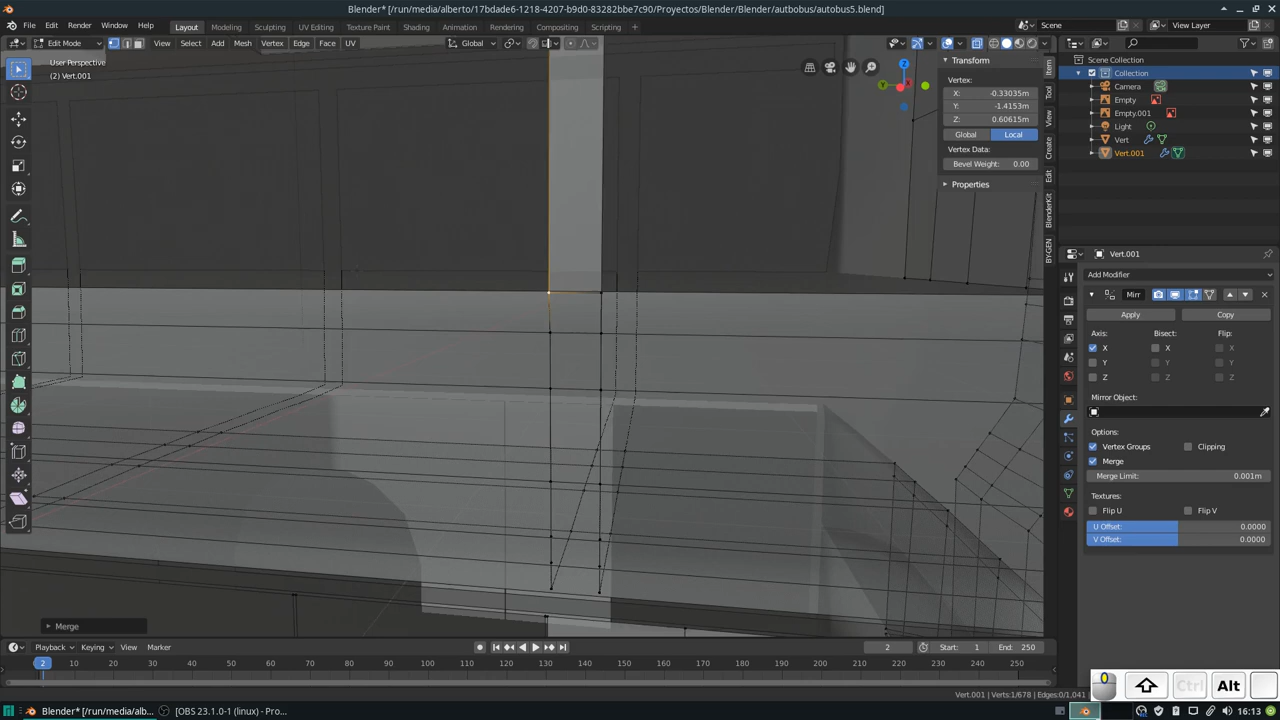 Blender* [/run/media/alberto/17bdade6-1218-4207-b9d0-83282bbe7c90/Proyectos/Blender/Blender/autbobus/autobus5.blend]
File Edit Render Window Help Layout Modeling Sculpting UV Editing Texture Paint Shading Animation Rendering Compositing Scripting + Scene View Layer
Edit Mode View Select Add Mesh Vertex Edge Face UV Global
User Perspective
(2) Vert.001
Transform
Vertex:
X: -0.33035m
Y: -1.4153m
Z: 0.60615m
Global Local
Vertex Data:
Bevel Weight: 0.00
Properties
Item
Tool
View
Create
Edit
BlenderKit
BY-GEN
Scene Collection
Collection
Camera
Empty
Empty.001
Light
Vert
Vert.001
Vert.001
Add Modifier
Mirr
Apply Copy
Axis: Bisect: Flip:
X X X
Y Y Y
Z Z Z
Mirror Object:
Options:
Vertex Groups Clipping
Merge
Merge Limit: 0.001m
Textures:
Flip U Flip V
U Offset: 0.0000
V Offset: 0.0000
Merge
Playback Keying View Marker 2 Start: 1 End: 250
2 10 20 30 40 50 60 70 80 90 100 110 120 130 140 150 160 170 180 190 200 210 220 230 240 250
Ctrl Alt
Vert.001 | Verts:1/678 | Edges:0/1,041 |
Blender* [/run/media/alb... [OBS 23.1.0-1 (linux) - Pro... 16:13